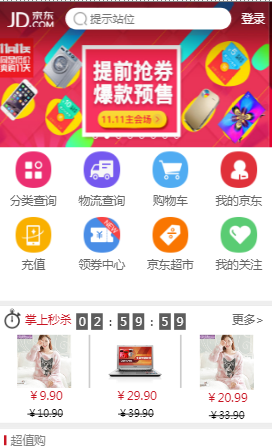 JD 京东
.COM
提示站位
登录
提前抢券
爆款预售
11.11主会场 >
分类查询
物流查询
购物车
我的京东
NEW
充值
领券中心
京东超市
我的关注
掌上秒杀
02:59:59
更多>
¥9.90
¥29.90
¥20.99
¥10.90
¥39.90
¥33.90
超值购